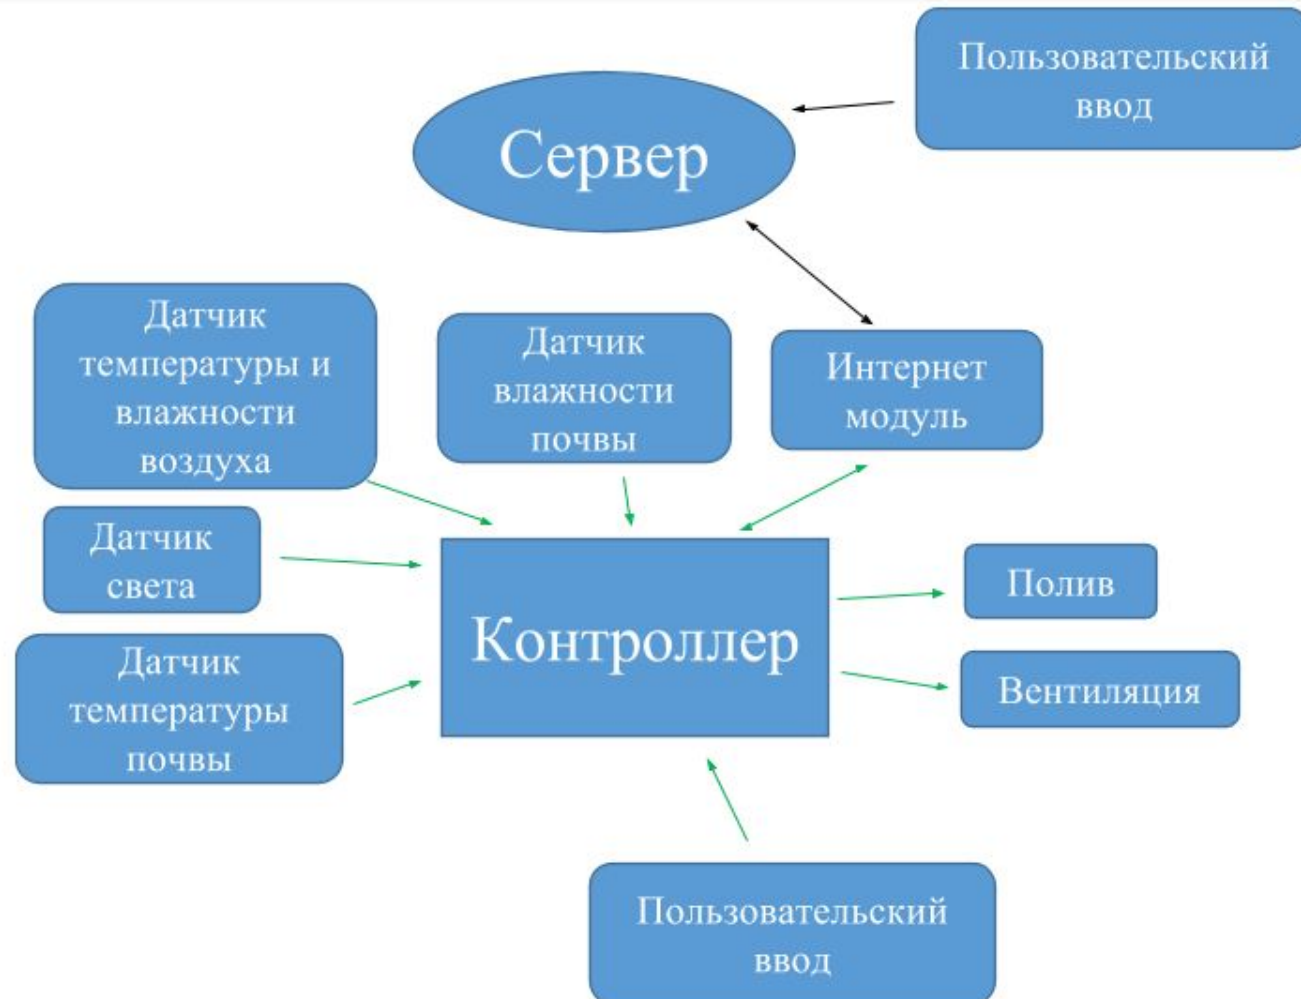 Пользовательский
ввод
Сервер
Датчик
температуры и
влажности
воздуха
Датчик
влажности
почвы
Интернет
модуль
Датчик
света
Контроллер
Полив
Датчик
температуры
почвы
Вентиляция
Пользовательский
ввод